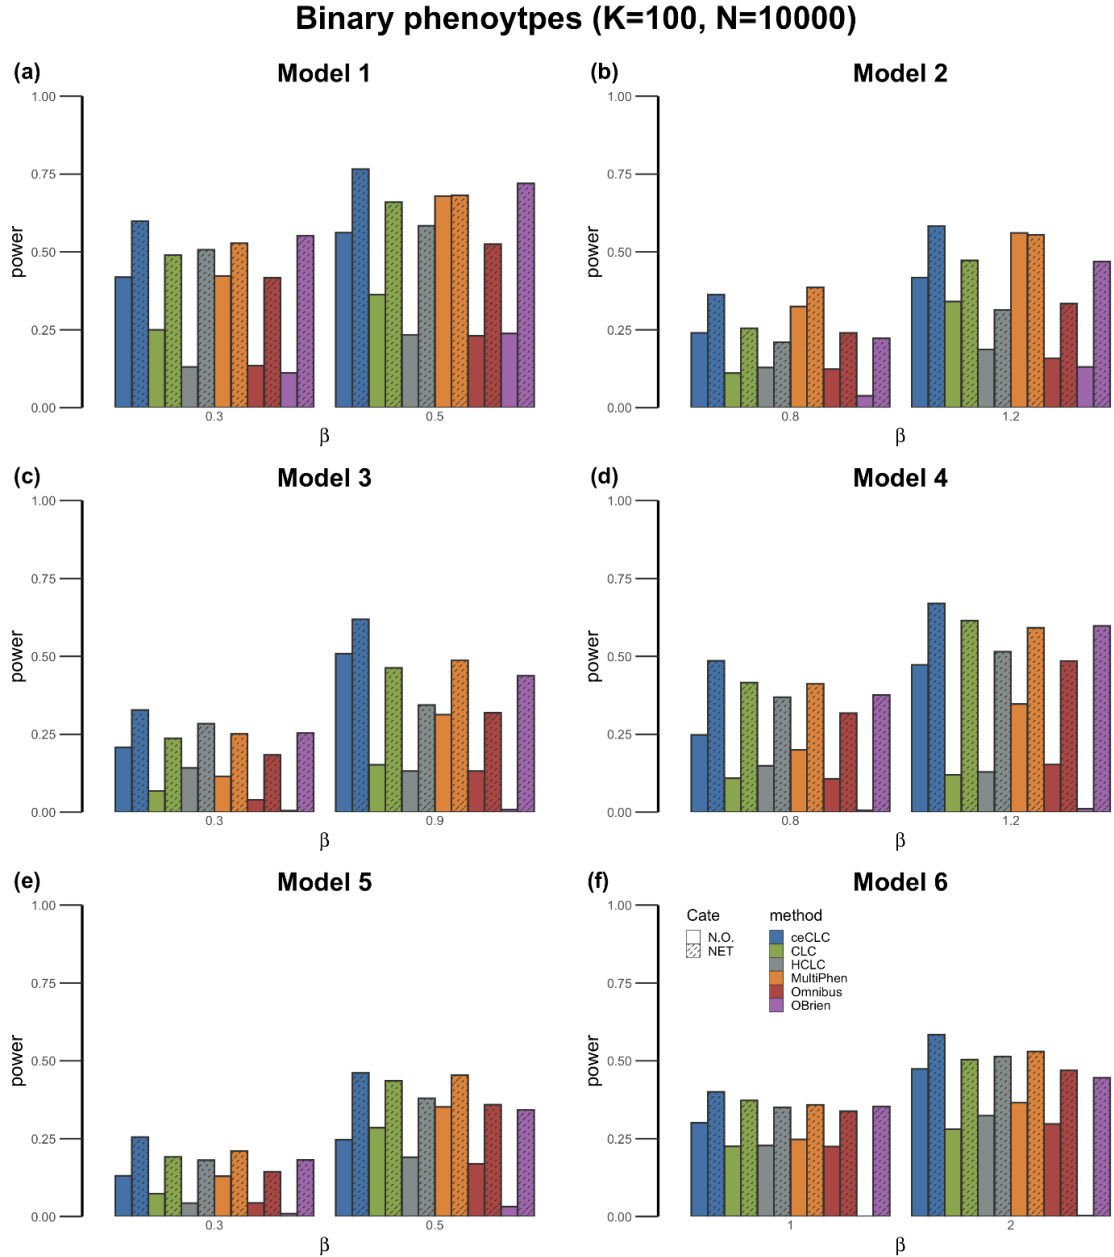 Binary phenoytpes (K=100, N=10000)
(a) Model 1
1.00
0.75
0.50
0.25
0.00
power
0.3 0.5
β
(b) Model 2
1.00
0.75
0.50
0.25
0.00
power
0.8 1.2
β
(c) Model 3
1.00
0.75
0.50
0.25
0.00
power
0.3 0.9
β
(d) Model 4
1.00
0.75
0.50
0.25
0.00
power
0.8 1.2
β
(e) Model 5
1.00
0.75
0.50
0.25
0.00
power
0.3 0.5
β
(f) Model 6
1.00
0.75
0.50
0.25
0.00
power
Cate
N.O.
NET
method
ceCLC
CLC
HCLC
MultiPhen
Omnibus
OBrien
1 2
β